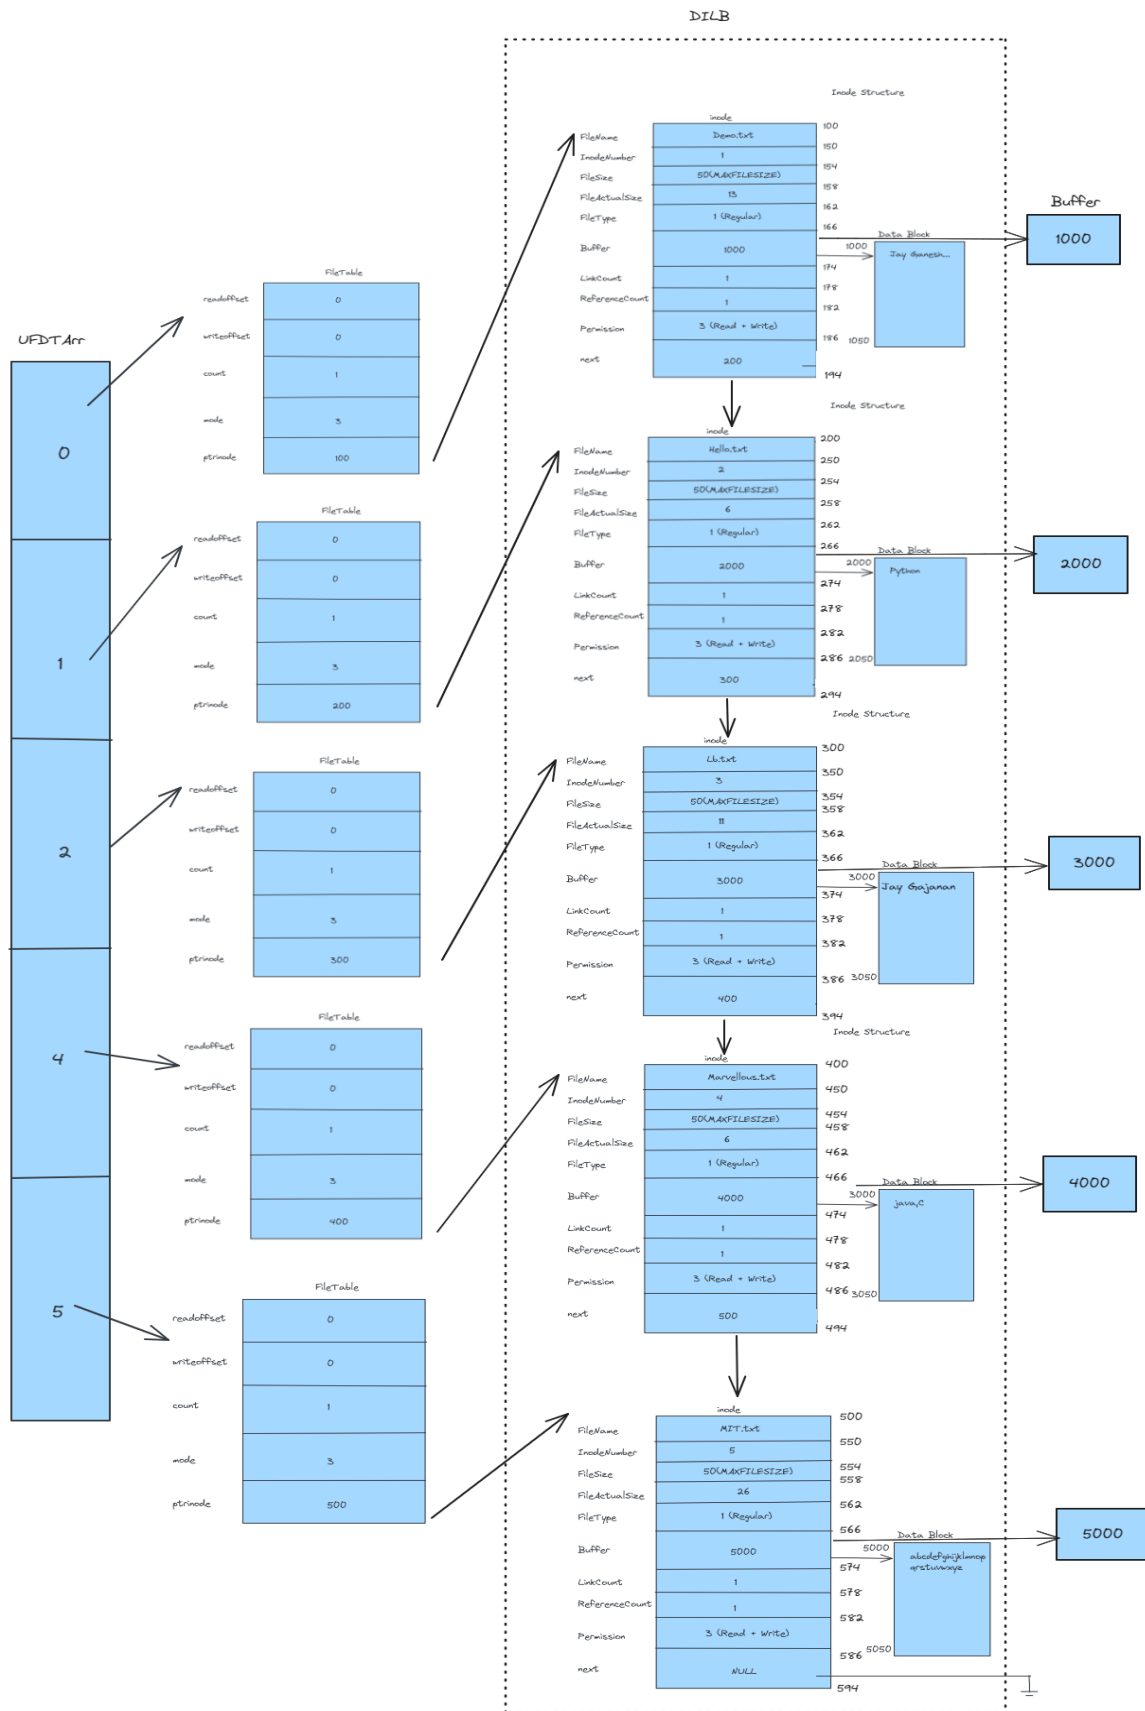 DILB
UFDTArr
0
1
2
4
5
FileTable
readoffset 0
writeoffset 0
count 1
mode 3
ptrinode 100
FileTable
readoffset 0
writeoffset 0
count 1
mode 3
ptrinode 200
FileTable
readoffset 0
writeoffset 0
count 1
mode 3
ptrinode 300
FileTable
readoffset 0
writeoffset 0
count 1
mode 3
ptrinode 400
FileTable
readoffset 0
writeoffset 0
count 1
mode 3
ptrinode 500
Inode Structure
inode
100
FileName Demo.txt
150
InodeNumber 1
154
FileSize 50(MAXFILESIZE)
158
FileActualSize 13
162
FileType 1 (Regular)
166
Buffer 1000
174
LinkCount 1
178
ReferenceCount 1
182
Permission 3 (Read + Write)
186
next 200
194
Data Block
1000
Jay Ganesh...
1050
Buffer
1000
Inode Structure
inode
200
FileName Hello.txt
250
InodeNumber 2
254
FileSize 50(MAXFILESIZE)
258
FileActualSize 6
262
FileType 1 (Regular)
266
Buffer 2000
274
LinkCount 1
278
ReferenceCount 1
282
Permission 3 (Read + Write)
286
next 300
294
Data Block
2000
Python
2050
2000
Inode Structure
inode
300
FileName Lb.txt
350
InodeNumber 3
354
FileSize 50(MAXFILESIZE)
358
FileActualSize 11
362
FileType 1 (Regular)
366
Buffer 3000
374
LinkCount 1
378
ReferenceCount 1
382
Permission 3 (Read + Write)
386
next 400
394
Data Block
3000
Jay Gajanan
3050
3000
Inode Structure
inode
400
FileName Marvellous.txt
450
InodeNumber 4
454
FileSize 50(MAXFILESIZE)
458
FileActualSize 6
462
FileType 1 (Regular)
466
Buffer 4000
474
LinkCount 1
478
ReferenceCount 1
482
Permission 3 (Read + Write)
486
next 500
494
Data Block
3000
java,C
3050
4000
inode
500
FileName MIT.txt
550
InodeNumber 5
554
FileSize 50(MAXFILESIZE)
558
FileActualSize 26
562
FileType 1 (Regular)
566
Buffer 5000
574
LinkCount 1
578
ReferenceCount 1
582
Permission 3 (Read + Write)
586
next NULL
594
Data Block
5000
abcdefghijklmnop
qrstuvwxyz
5050
5000